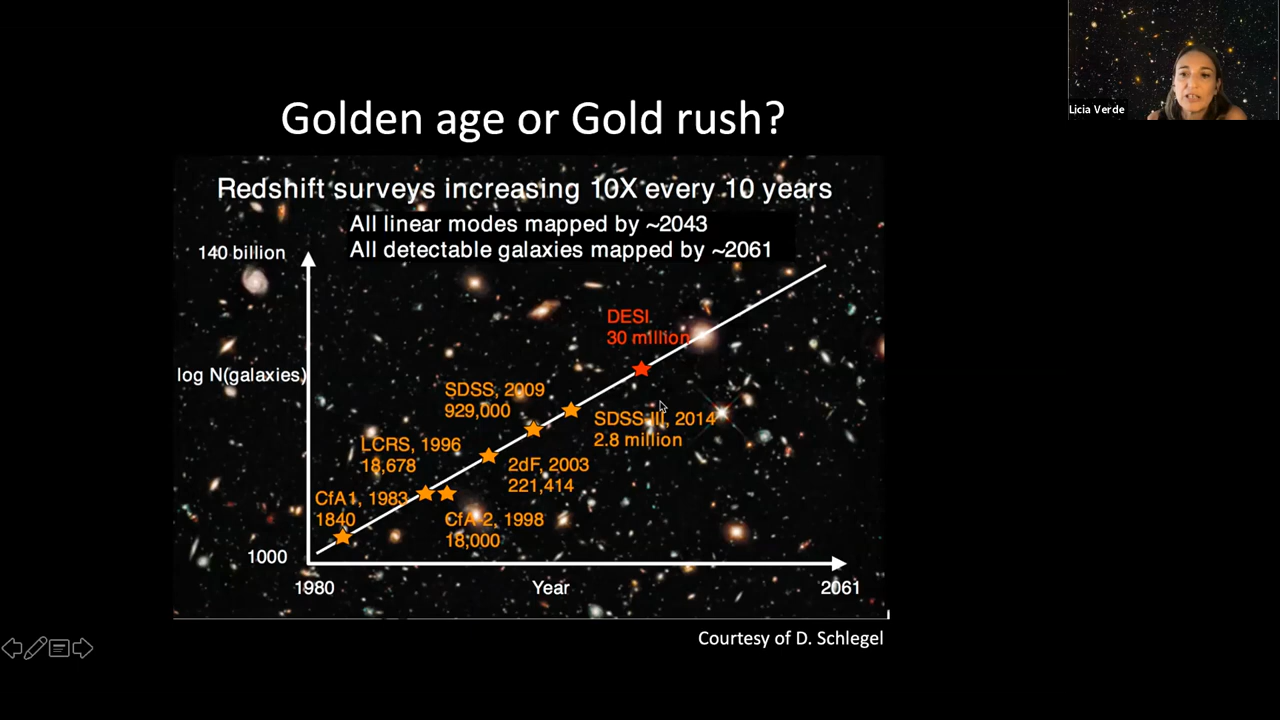 Licia Verde
Golden age or Gold rush?
Redshift surveys increasing 10X every 10 years
All linear modes mapped by ~2043
All detectable galaxies mapped by ~2061
140 billion
DESI
30 million
log N(galaxies)
SDSS, 2009
929,000
SDSS-III, 2014
2.8 million
LCRS, 1996
18,678
2dF, 2003
221,414
CfA1, 1983
1840
CfA-2, 1998
18,000
1000
1980
Year
2061
Courtesy of D. Schlegel